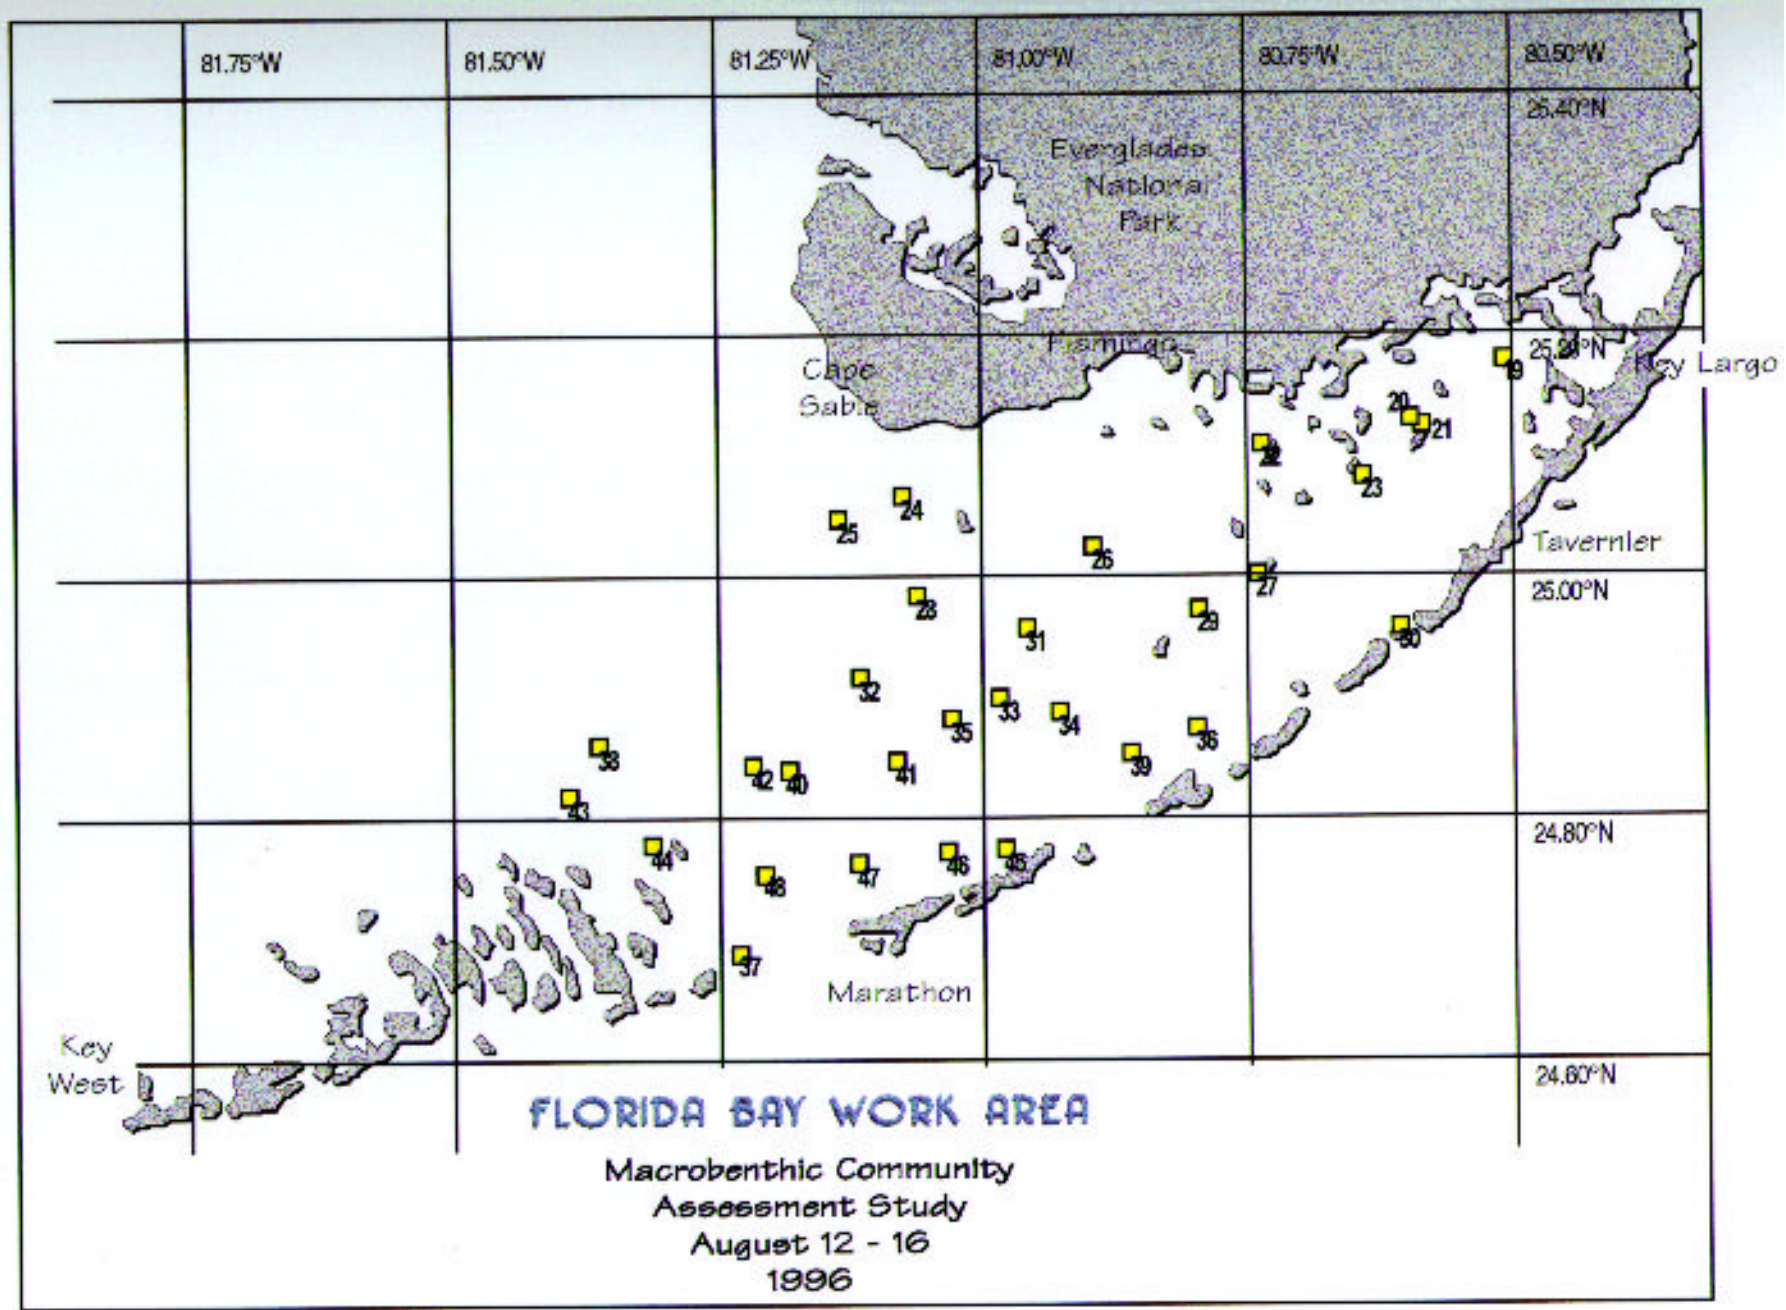 81.75°W 81.50°W 81.25°W 81.00°W 80.75°W 80.50°W
25.40°N
Everglades
National
Park
Flamingo
25.20°N
Cape
Sable
Key Largo
19
20
21
22
23
24
25
26
Tavernier
27
25.00°N
28
29
31
30
32
33
34
35
36
38
39
42
40
41
43
24.80°N
44
46
45
47
48
37
Marathon
Key
West
24.60°N
FLORIDA BAY WORK AREA
Macrobenthic Community
Assessment Study
August 12 - 16
1996